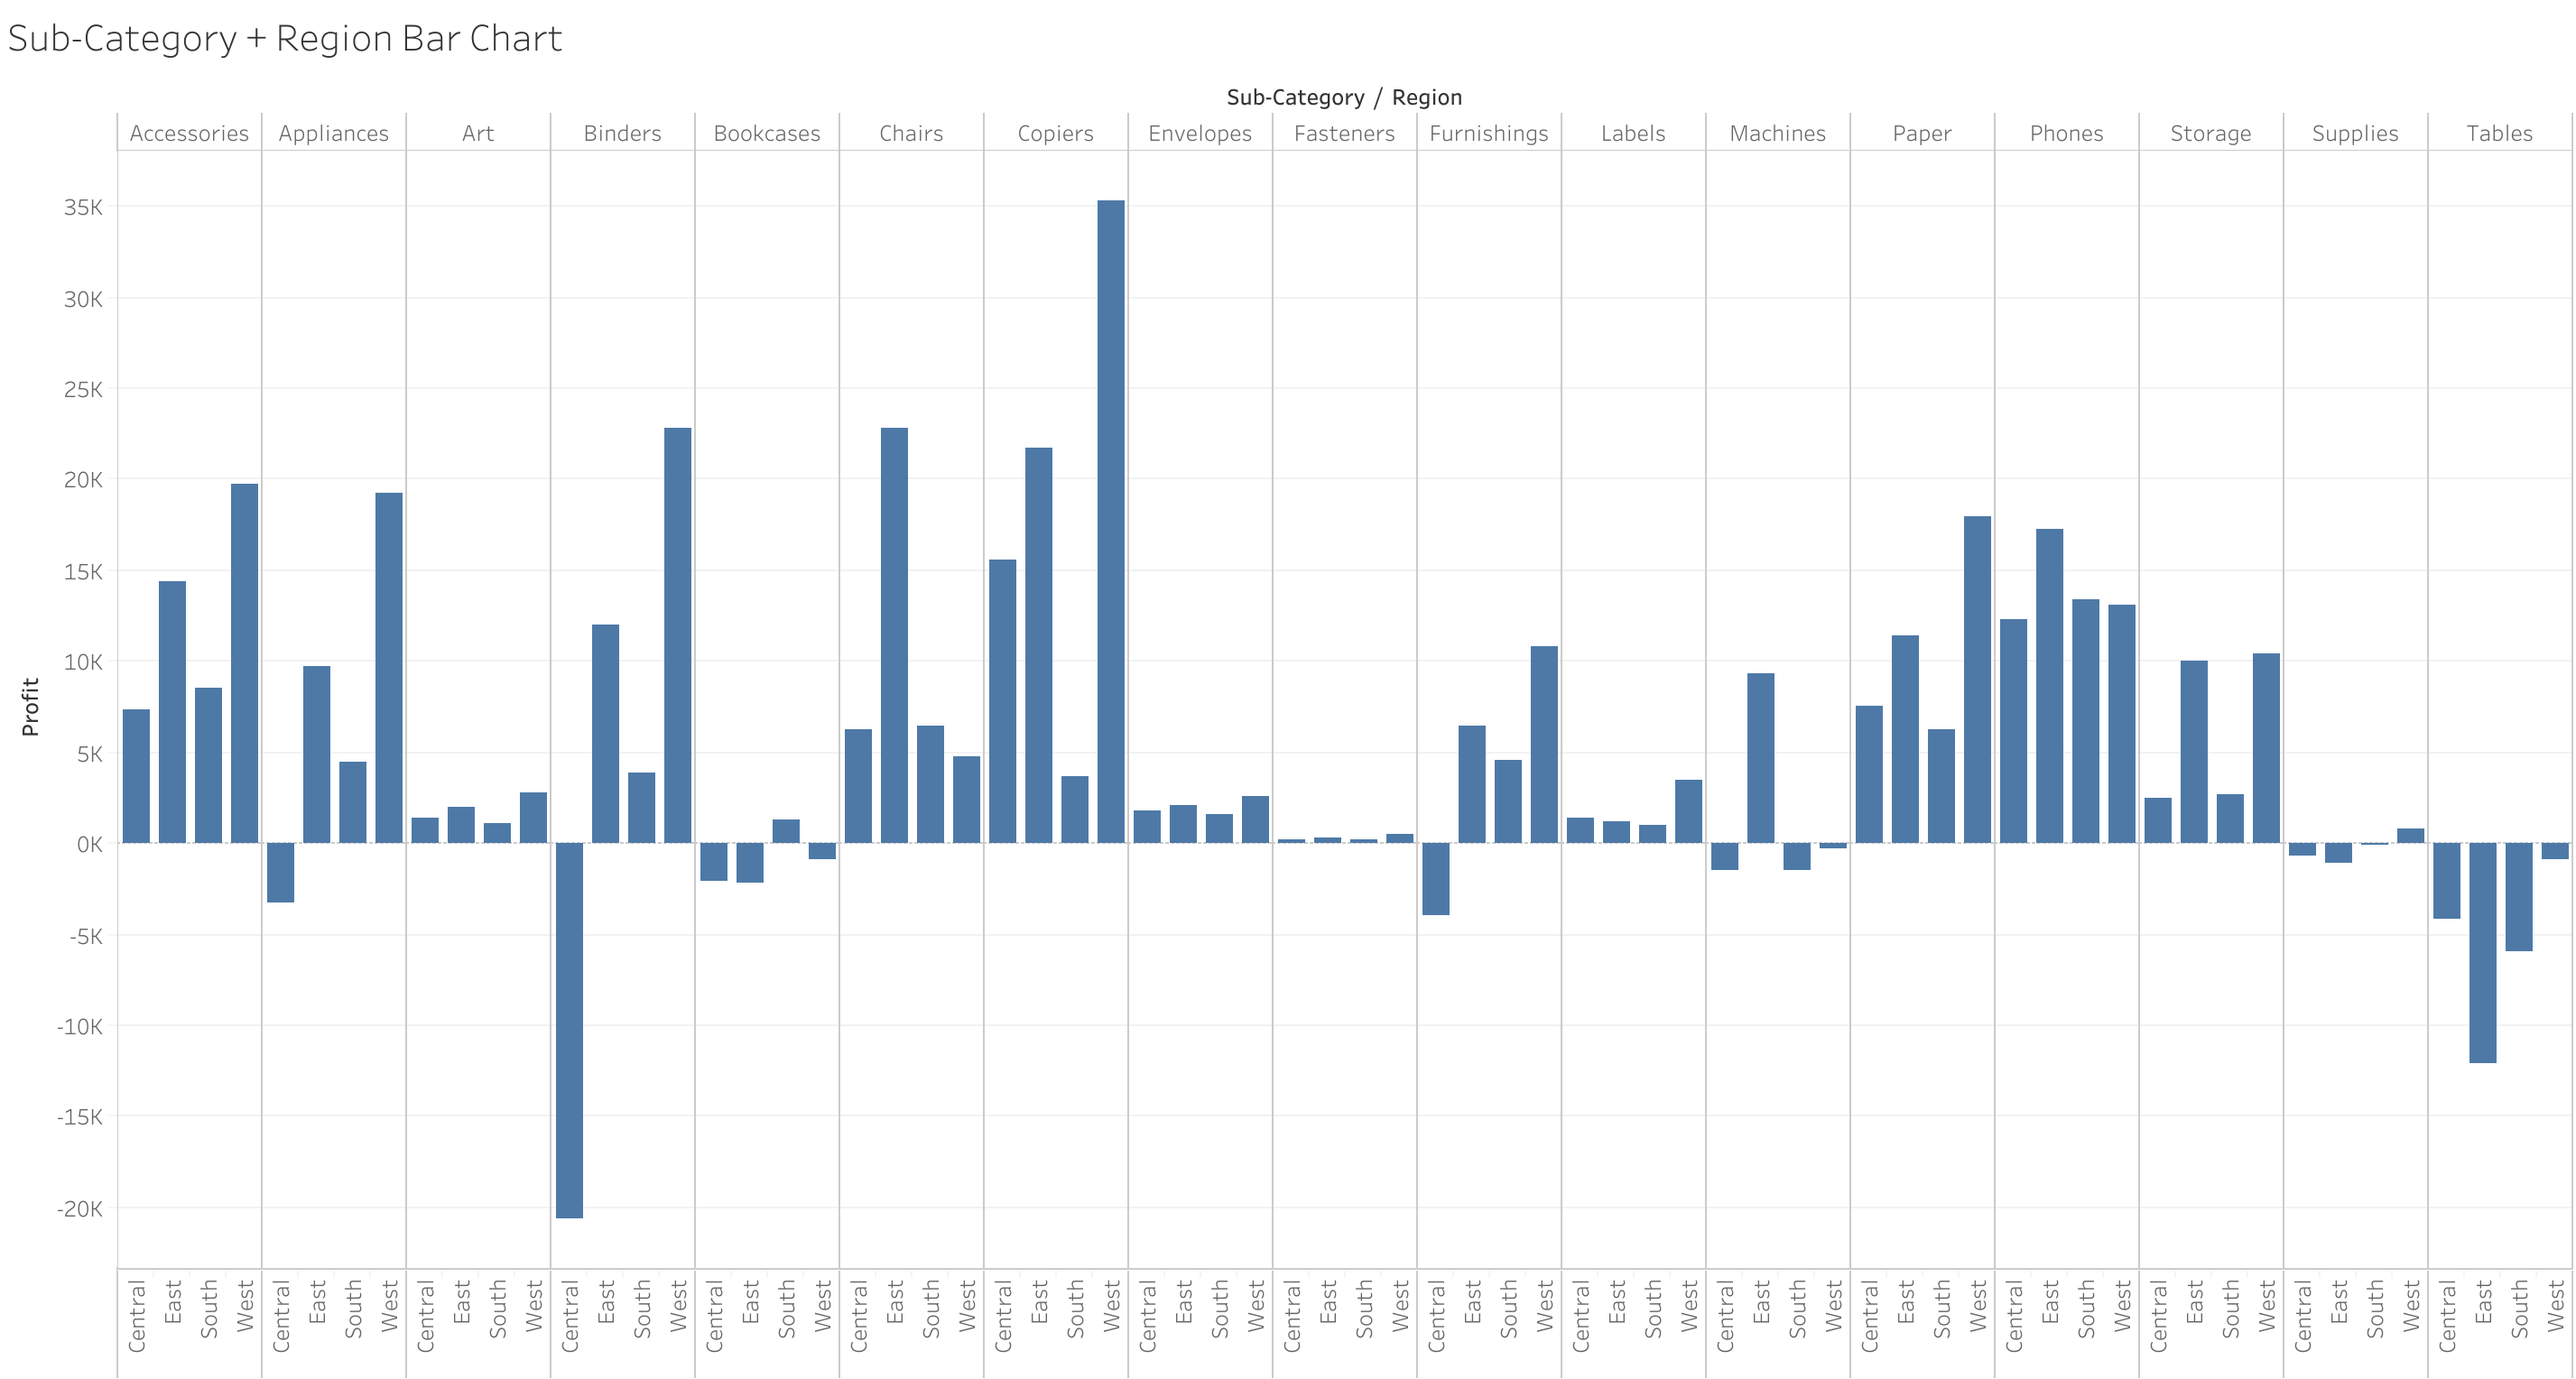 Sub-Category + Region Bar Chart
Sub-Category / Region
Accessories Appliances Art Binders Bookcases Chairs Copiers Envelopes Fasteners Furnishings Labels Machines Paper Phones Storage Supplies Tables
35K
30K
25K
20K
15K
10K
5K
0K
-5K
-10K
-15K
-20K
Profit
Central East South West Central East South West Central East South West Central East South West Central East South West Central East South West Central East South West Central East South West Central East South West Central East South West Central East South West Central East South West Central East South West Central East South West Central East South West Central East South West Central East South West